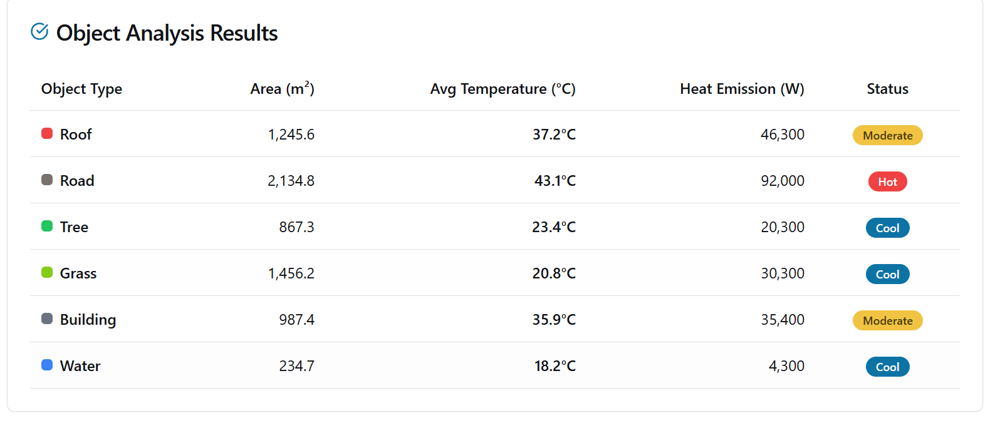 Object Analysis Results
Object Type Area (m²) Avg Temperature (°C) Heat Emission (W) Status
Roof 1,245.6 37.2°C 46,300 Moderate
Road 2,134.8 43.1°C 92,000 Hot
Tree 867.3 23.4°C 20,300 Cool
Grass 1,456.2 20.8°C 30,300 Cool
Building 987.4 35.9°C 35,400 Moderate
Water 234.7 18.2°C 4,300 Cool